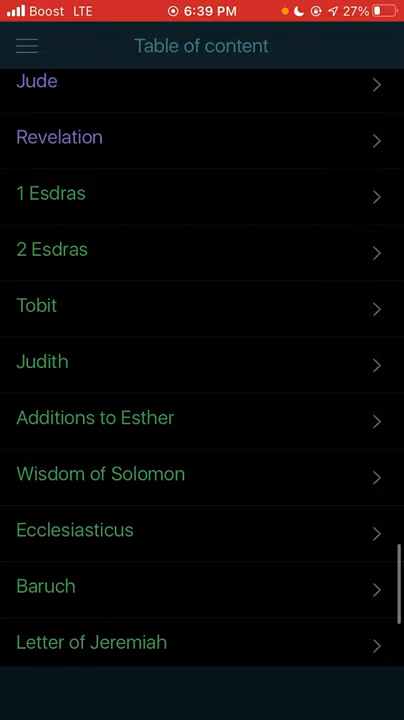 Boost LTE 6:39 PM 27%
Table of content
Jude
Revelation
1 Esdras
2 Esdras
Tobit
Judith
Additions to Esther
Wisdom of Solomon
Ecclesiasticus
Baruch
Letter of Jeremiah